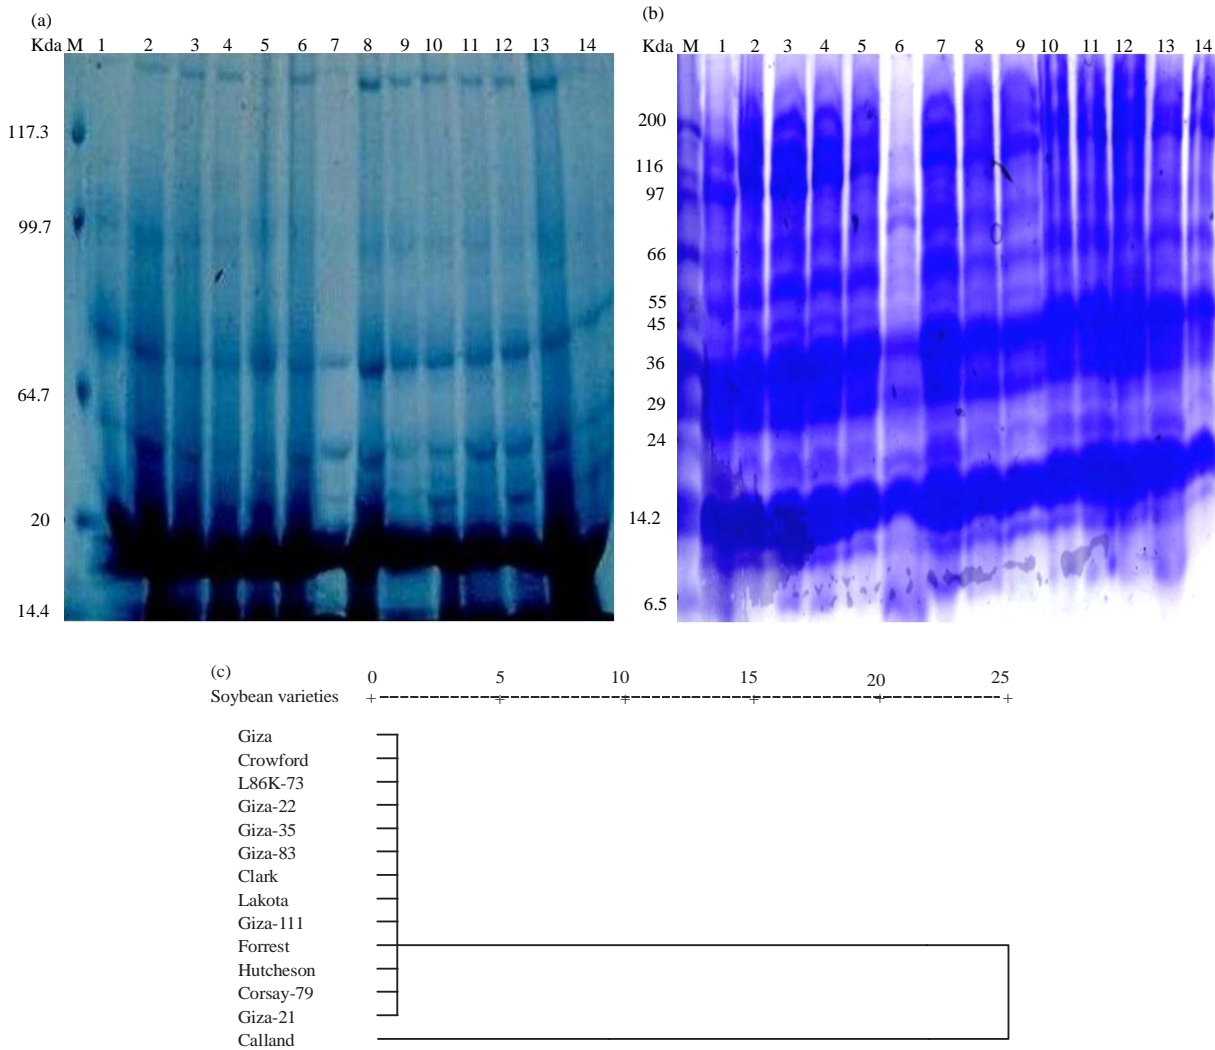 (a)
Kda M 1 2 3 4 5 6 7 8 9 10 11 12 13 14
117.3
99.7
64.7
20
14.4
(b)
Kda M 1 2 3 4 5 6 7 8 9 10 11 12 13 14
200
116
97
66
55
45
36
29
24
14.2
6.5
(c)
0 5 10 15 20 25
Soybean varieties
Giza
Crowford
L86K-73
Giza-22
Giza-35
Giza-83
Clark
Lakota
Giza-111
Forrest
Hutcheson
Corsay-79
Giza-21
Calland